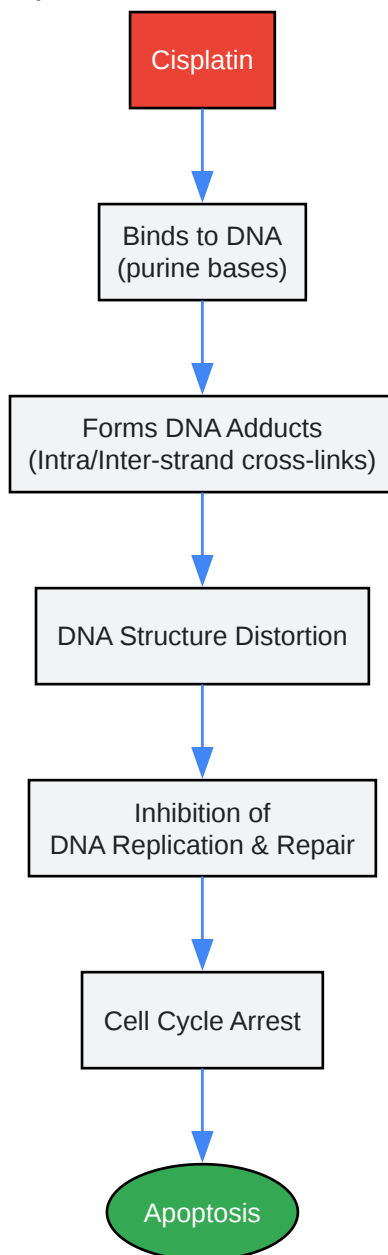 Cisplatin
Binds to DNA
(purine bases)
Forms DNA Adducts
(Intra/Inter-strand cross-links)
DNA Structure Distortion
Inhibition of
DNA Replication & Repair
Cell Cycle Arrest
Apoptosis